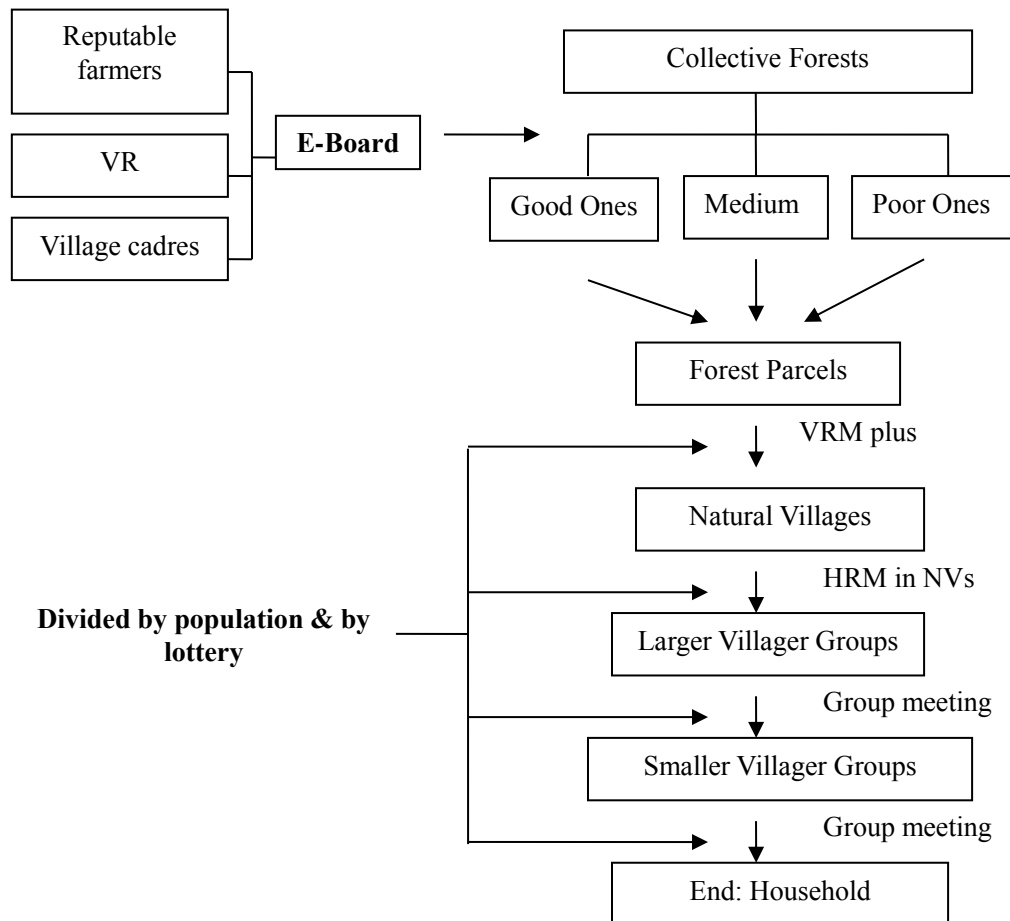 Reputable
farmers
VR
Village cadres
E-Board
Collective Forests
Good Ones
Medium
Poor Ones
Forest Parcels
VRM plus
Natural Villages
HRM in NVs
Divided by population & by
lottery
Larger Villager Groups
Group meeting
Smaller Villager Groups
Group meeting
End: Household